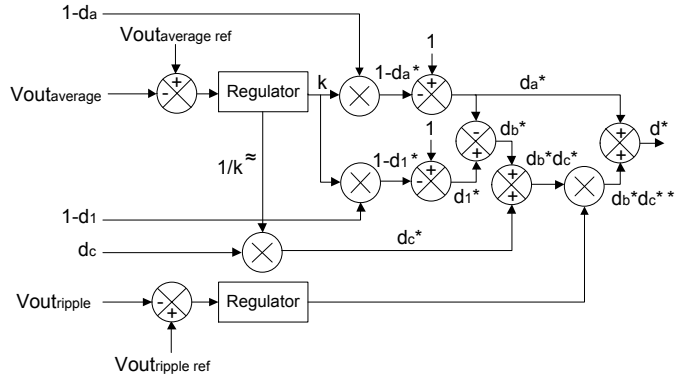 1-da
Voutaverage ref
1
+
-
Regulator
k
1-da*
+
-
da*
Voutaverage
-
+
db*
+
+
d*
1/k
≈
1
1-d1*
+
-
d1*
+
+
db*dc*
db*dc**
1-d1
dc
dc*
Voutripple
-
+
Regulator
Voutripple ref